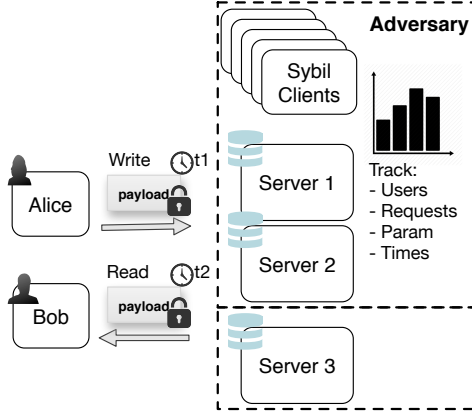 Adversary
Sybil
Clients
Write
t1
payload
Alice
Server 1
Track:
- Users
- Requests
- Param
- Times
Server 2
Read
t2
payload
Bob
Server 3